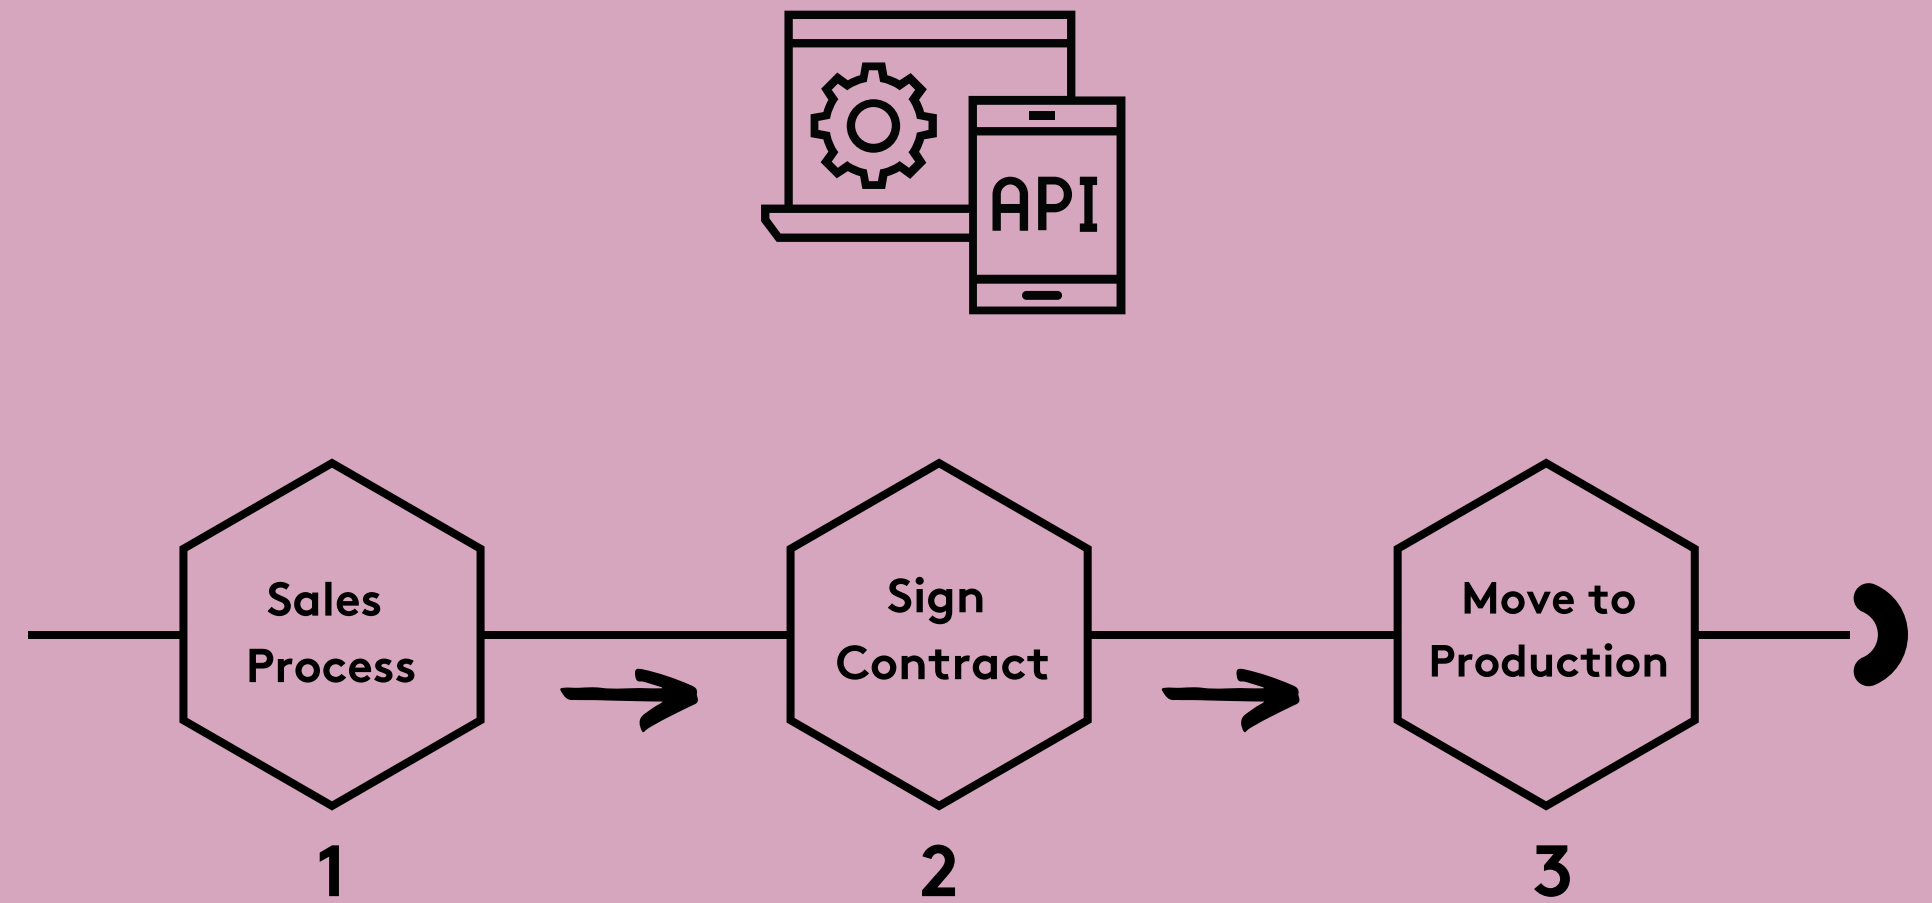 API
Sales
Process
Sign
Contract
Move to
Production
1
2
3